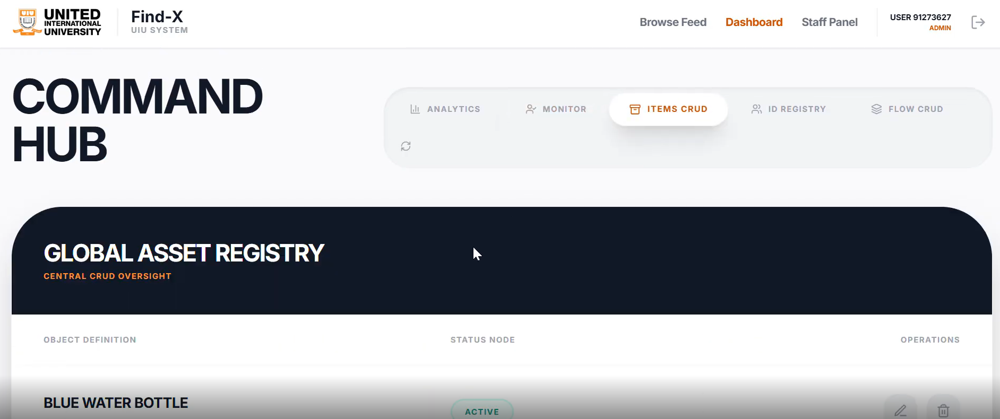 UIU
UNITED
INTERNATIONAL
UNIVERSITY
Find-X
UIU SYSTEM
Browse Feed
Dashboard
Staff Panel
USER 91273627
ADMIN
COMMAND
HUB
ANALYTICS
MONITOR
ITEMS CRUD
ID REGISTRY
FLOW CRUD
GLOBAL ASSET REGISTRY
CENTRAL CRUD OVERSIGHT
OBJECT DEFINITION
STATUS NODE
OPERATIONS
BLUE WATER BOTTLE
ACTIVE